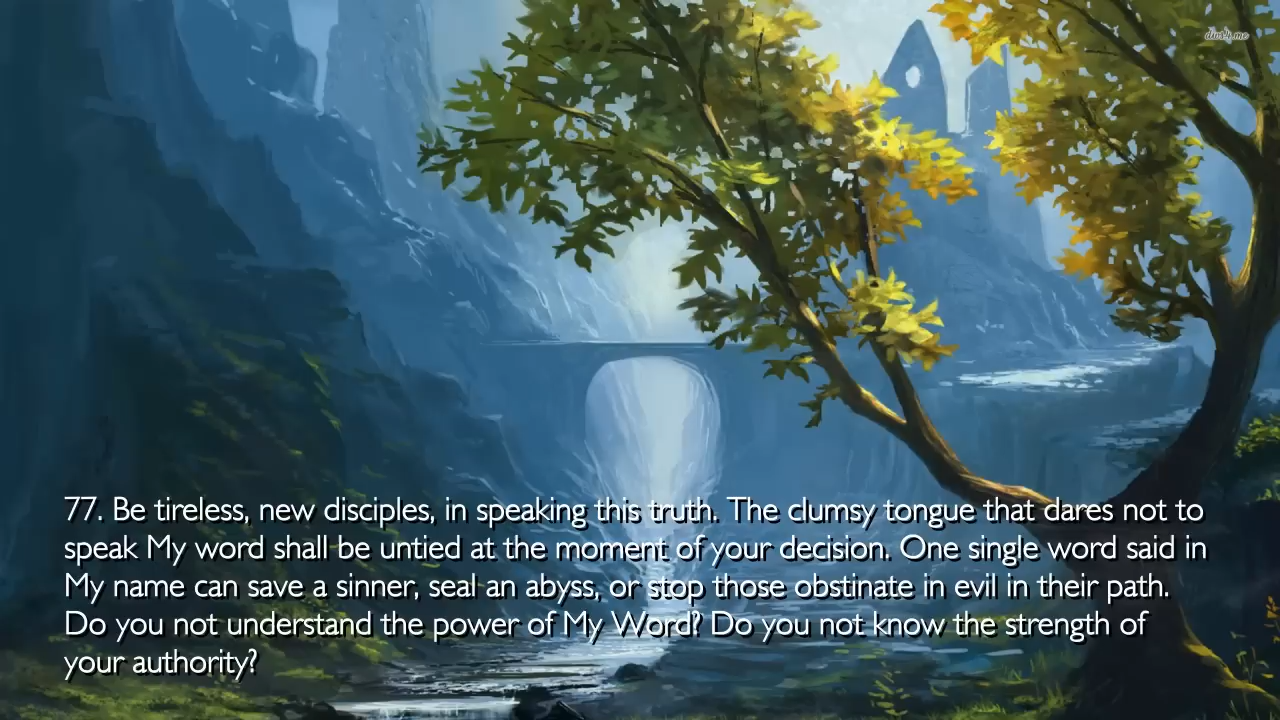 77. Be tireless, new disciples, in speaking this truth. The clumsy tongue that dares not to
speak My word shall be untied at the moment of your decision. One single word said in
My name can save a sinner, seal an abyss, or stop those obstinate in evil in their path.
Do you not understand the power of My Word? Do you not know the strength of
your authority?